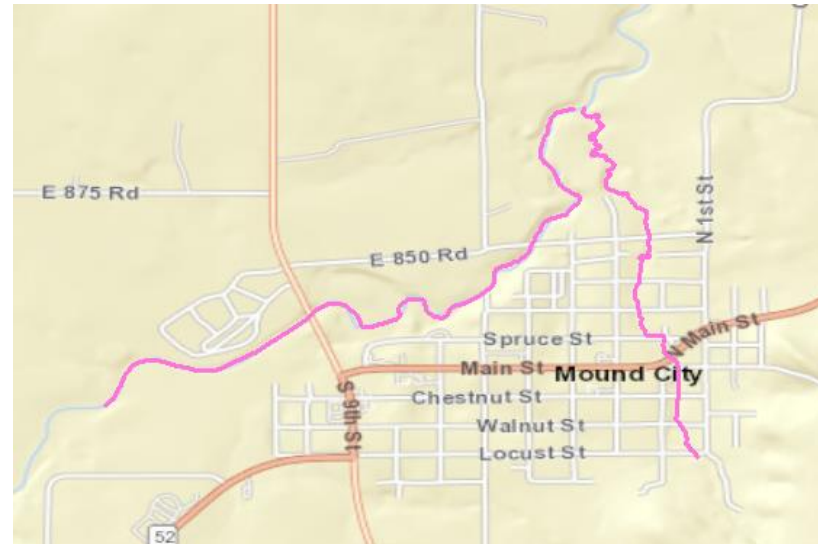 E 875 Rd
N 1st St
E 850 Rd
Spruce St
N Main St
Main St
Mound City
Chestnut St
S 9th St
Walnut St
Locust St
52